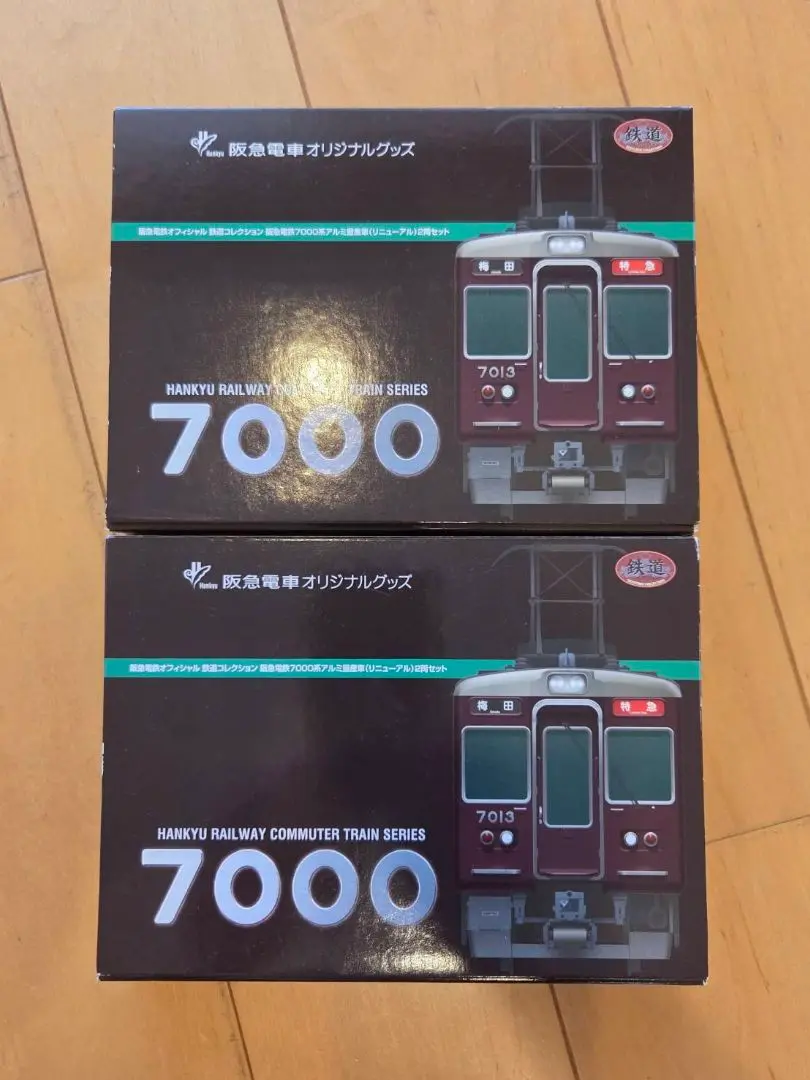 Hankyu 阪急電車オリジナルグッズ
鉄道
阪急電鉄オフィシャル 鉄道コレクション 阪急電鉄7000系アルミ量産車(リニューアル)2両セット
梅田
特急
7013
HANKYU RAILWAY TRAIN SERIES
7000
Hankyu 阪急電車オリジナルグッズ
鉄道
阪急電鉄オフィシャル 鉄道コレクション 阪急電鉄7000系アルミ量産車(リニューアル)2両セット
梅田
特急
7013
HANKYU RAILWAY COMMUTER TRAIN SERIES
7000